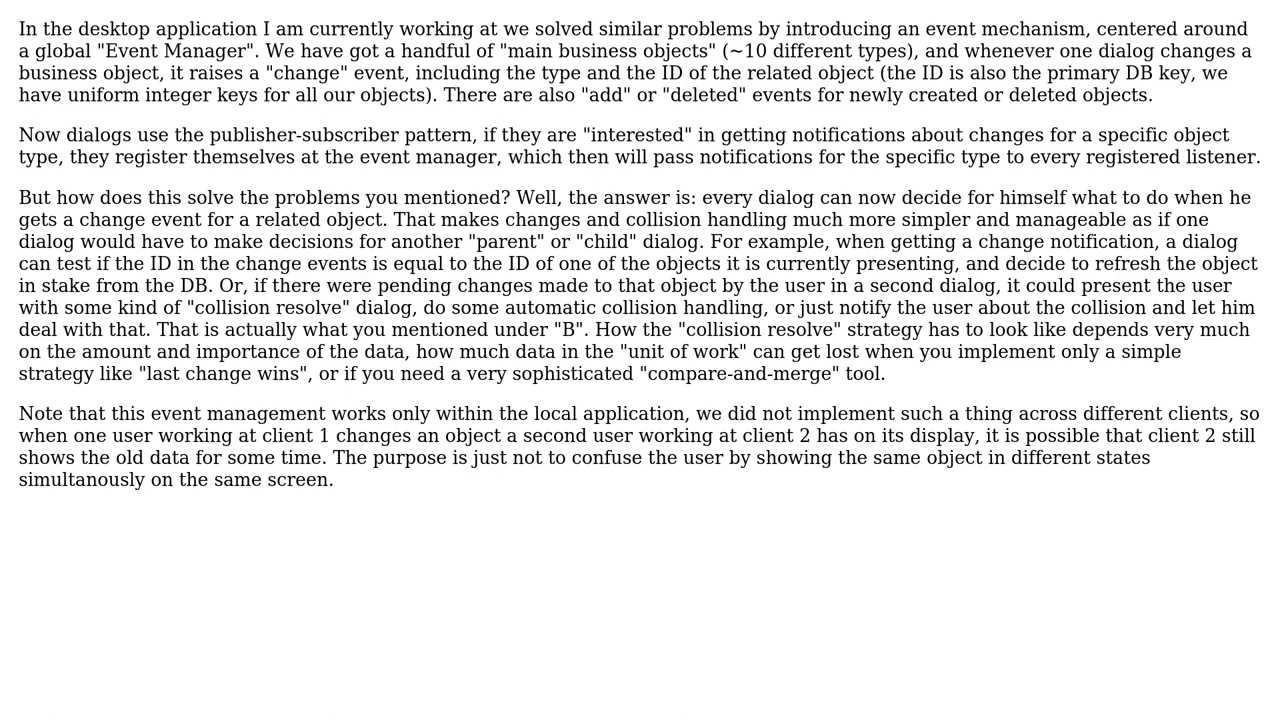 In the desktop application I am currently working at we solved similar problems by introducing an event mechanism, centered around
a global "Event Manager". We have got a handful of "main business objects" (~10 different types), and whenever one dialog changes a
business object, it raises a "change" event, including the type and the ID of the related object (the ID is also the primary DB key, we
have uniform integer keys for all our objects). There are also "add" or "deleted" events for newly created or deleted objects.
Now dialogs use the publisher-subscriber pattern, if they are "interested" in getting notifications about changes for a specific object
type, they register themselves at the event manager, which then will pass notifications for the specific type to every registered listener.
But how does this solve the problems you mentioned? Well, the answer is: every dialog can now decide for himself what to do when he
gets a change event for a related object. That makes changes and collision handling much more simpler and manageable as if one
dialog would have to make decisions for another "parent" or "child" dialog. For example, when getting a change notification, a dialog
can test if the ID in the change events is equal to the ID of one of the objects it is currently presenting, and decide to refresh the object
in stake from the DB. Or, if there were pending changes made to that object by the user in a second dialog, it could present the user
with some kind of "collision resolve" dialog, do some automatic collision handling, or just notify the user about the collision and let him
deal with that. That is actually what you mentioned under "B". How the "collision resolve" strategy has to look like depends very much
on the amount and importance of the data, how much data in the "unit of work" can get lost when you implement only a simple
strategy like "last change wins", or if you need a very sophisticated "compare-and-merge" tool.
Note that this event management works only within the local application, we did not implement such a thing across different clients, so
when one user working at client 1 changes an object a second user working at client 2 has on its display, it is possible that client 2 still
shows the old data for some time. The purpose is just not to confuse the user by showing the same object in different states
simultanously on the same screen.